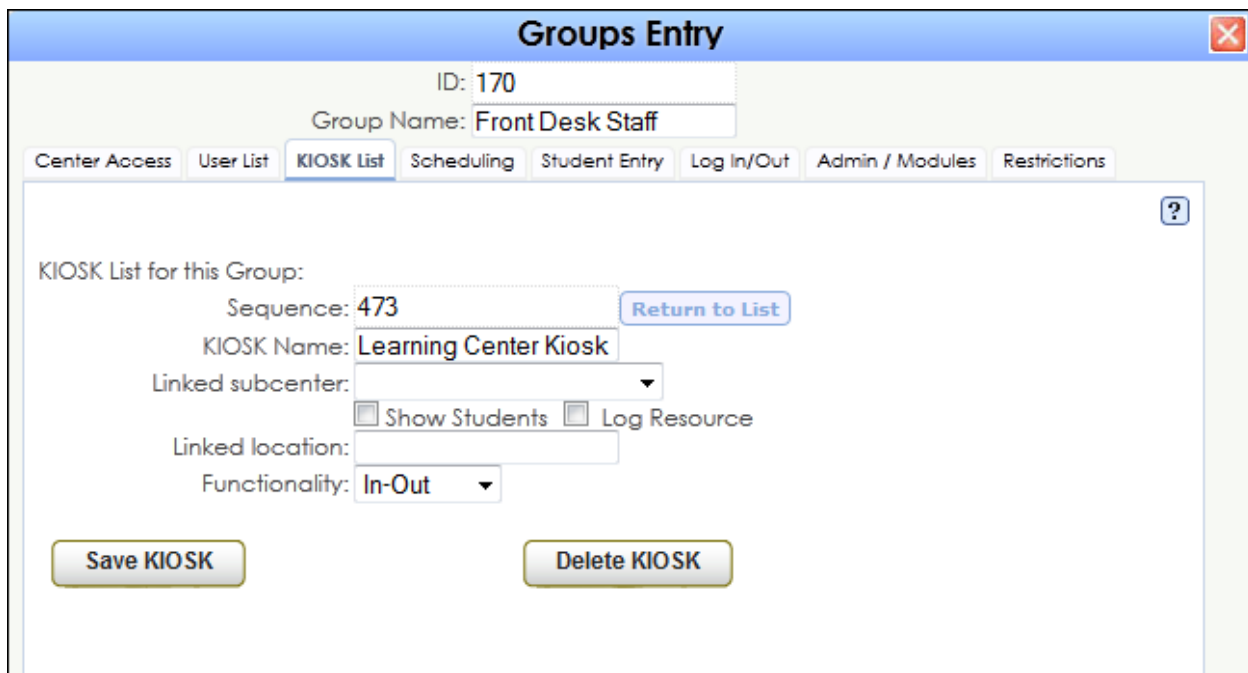 Groups Entry
ID: 170
Group Name: Front Desk Staff
Center Access User List KIOSK List Scheduling Student Entry Log In/Out Admin / Modules Restrictions
?
KIOSK List for this Group:
Sequence: 473 Return to List
KIOSK Name: Learning Center Kiosk
Linked subcenter:
Show Students Log Resource
Linked location:
Functionality: In-Out
Save KIOSK Delete KIOSK